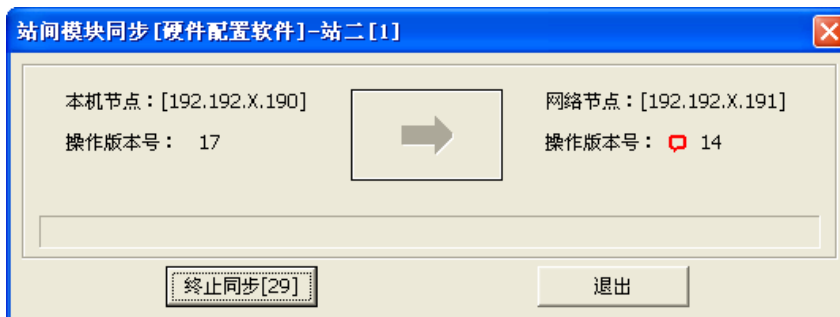 站间模块同步[硬件配置软件]-站二[1]
本机节点：[192.192.X.190] 网络节点：[192.192.X.191]
操作版本号： 17 操作版本号： 14
终止同步[29] 退出